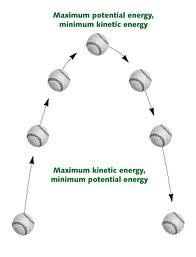 Maximum potential energy,
minimum kinetic energy
Maximum kinetic energy,
minimum potential energy